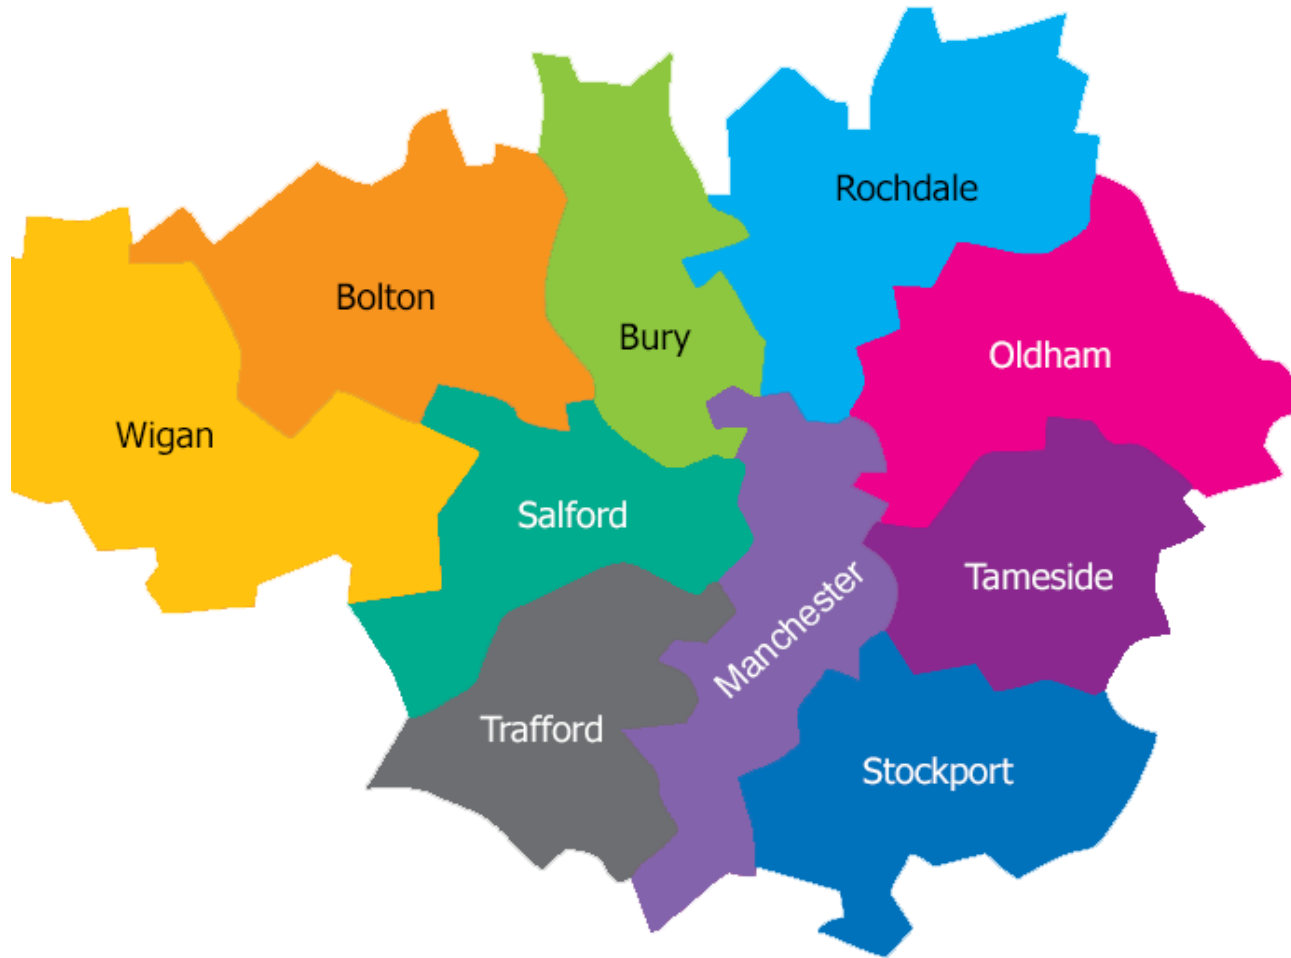 Rochdale
Bolton
Bury
Oldham
Wigan
Salford
Tameside
Manchester
Trafford
Stockport